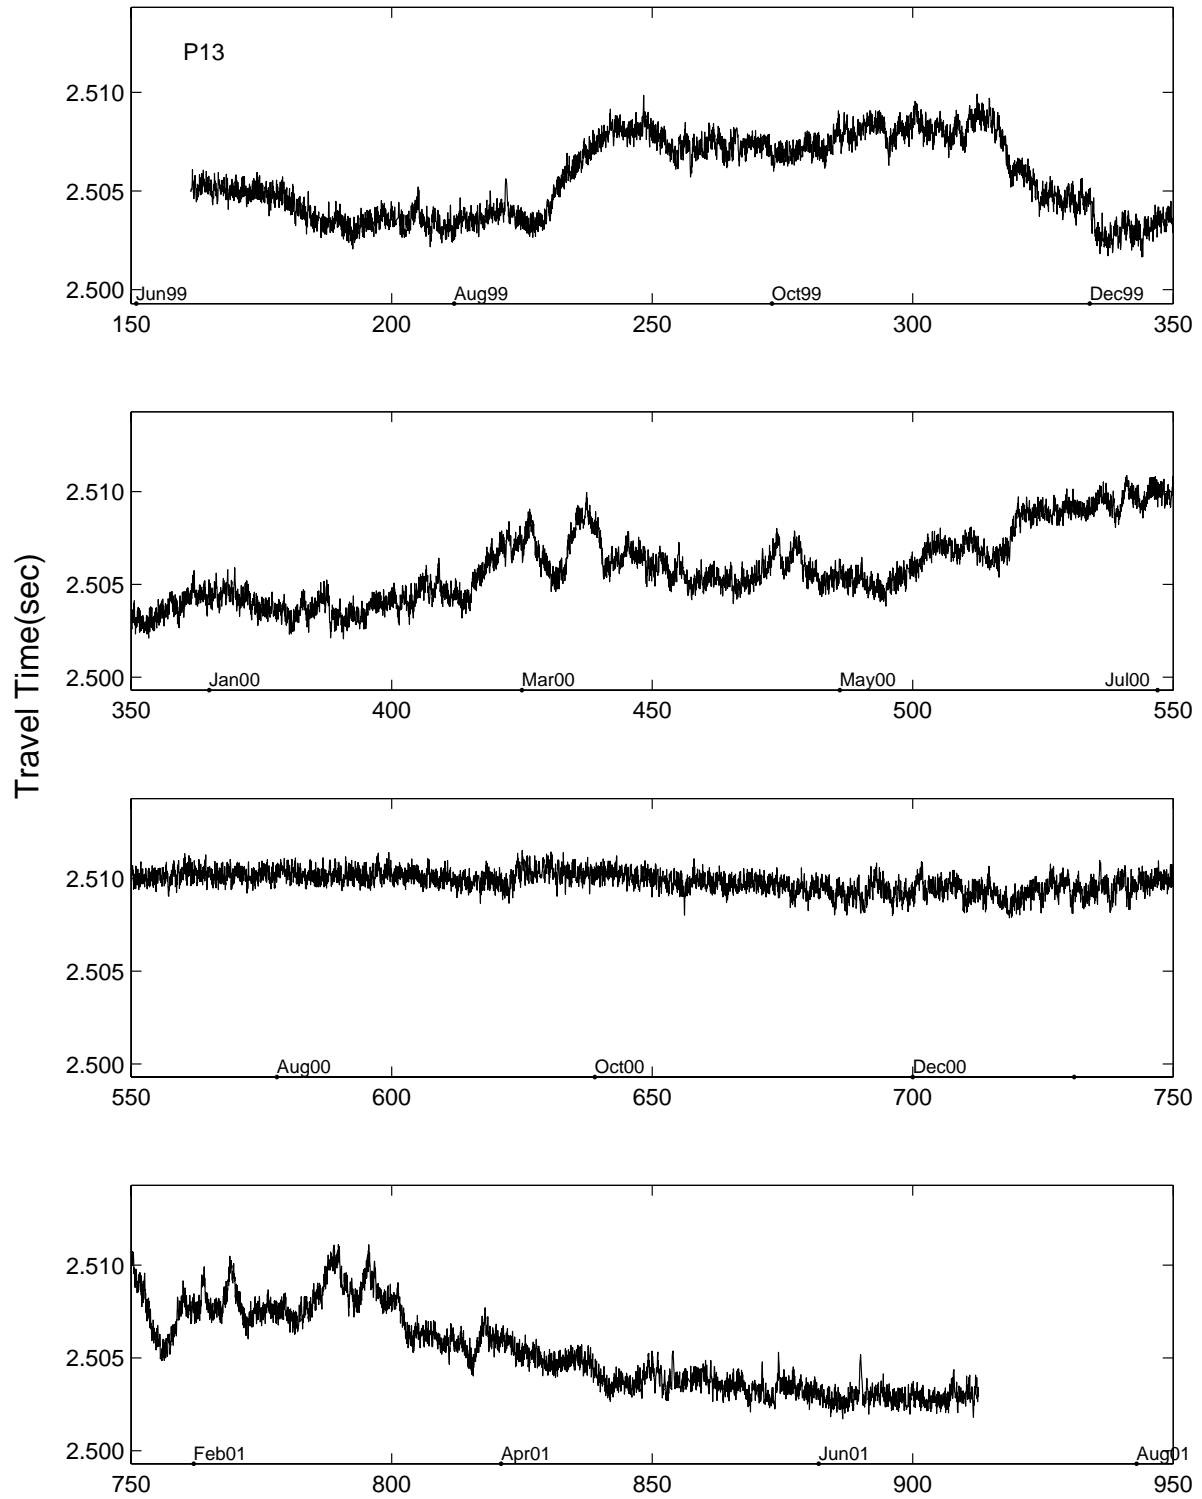 P13
2.510
2.505
2.500
Jun99 Aug99 Oct99 Dec99
150 200 250 300 350
2.510
2.505
2.500
Jan00 Mar00 May00 Jul00
350 400 450 500 550
Travel Time(sec)
2.510
2.505
2.500
Aug00 Oct00 Dec00
550 600 650 700 750
2.510
2.505
2.500
Feb01 Apr01 Jun01 Aug01
750 800 850 900 950